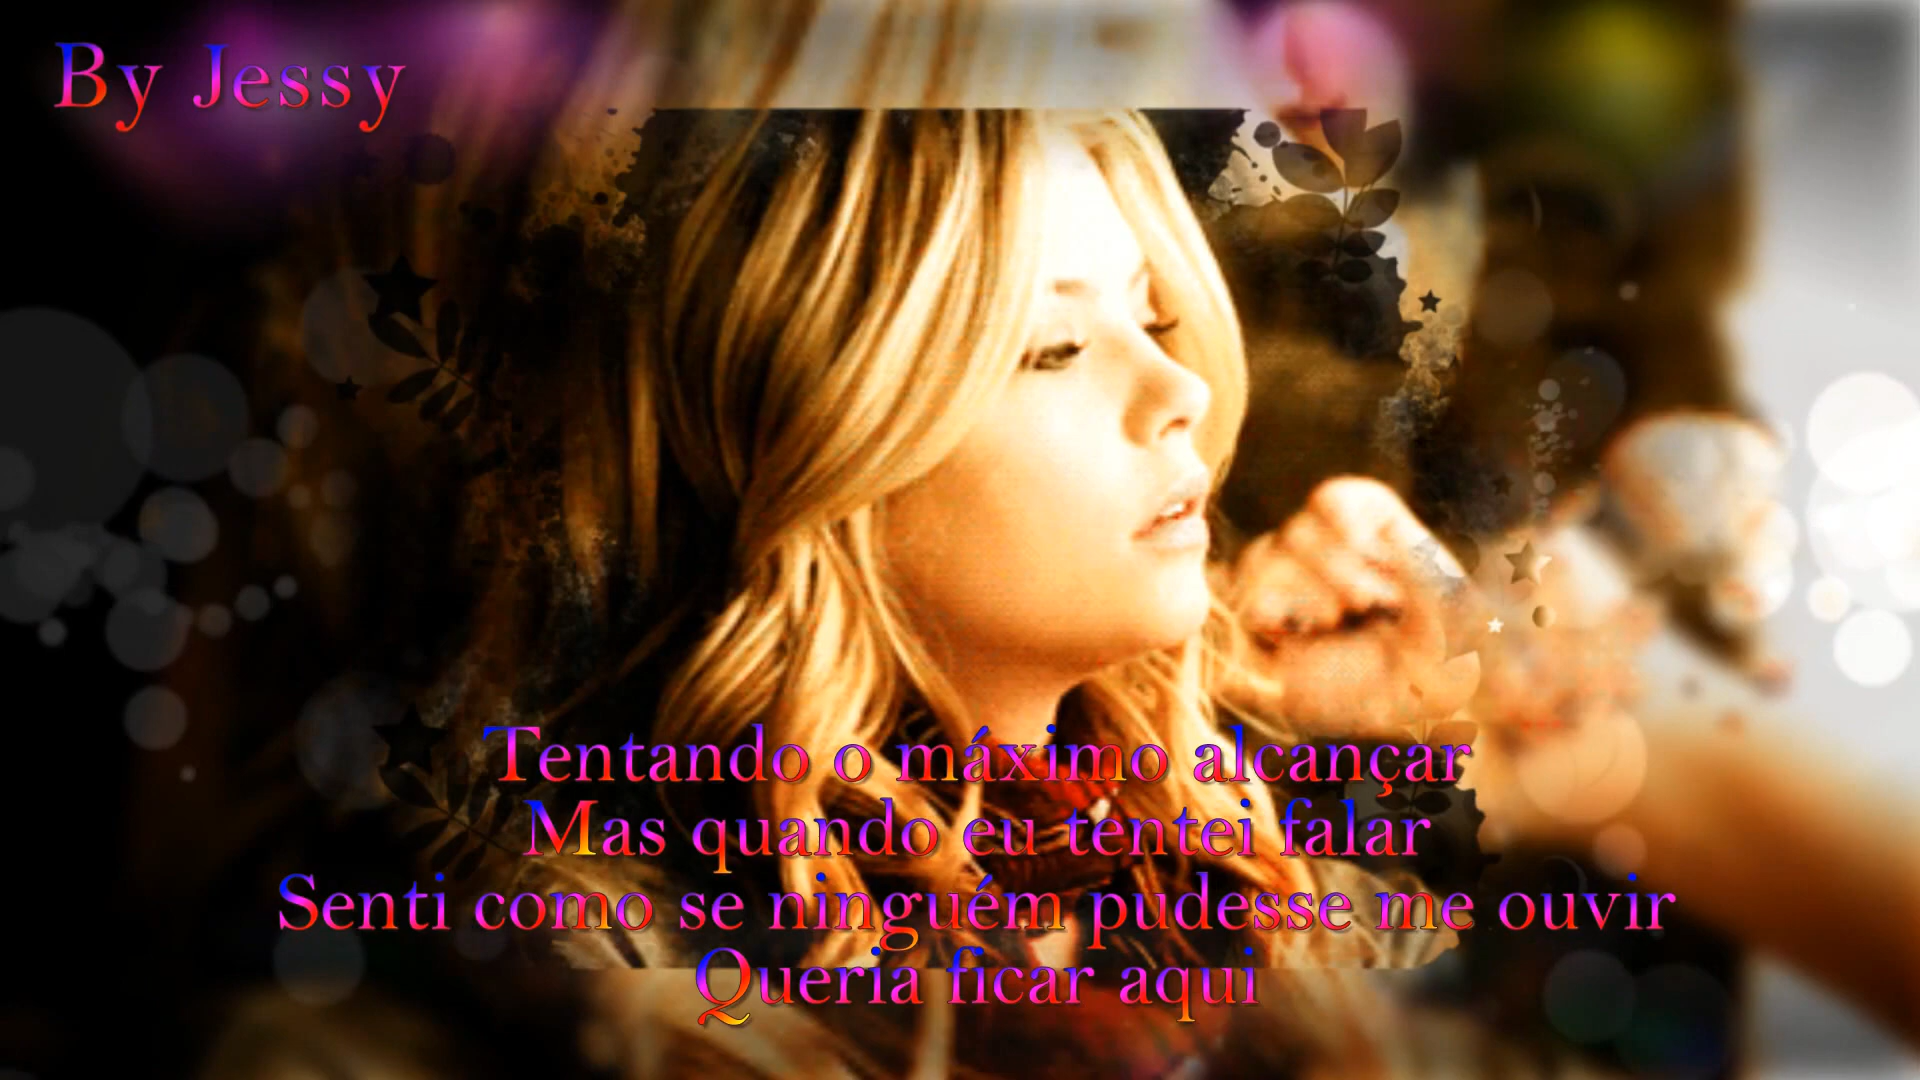 By Jessy
Tentando o máximo alcançar
Mas quando eu tentei falar
Senti como se ninguém pudesse me ouvir
Queria ficar aqui